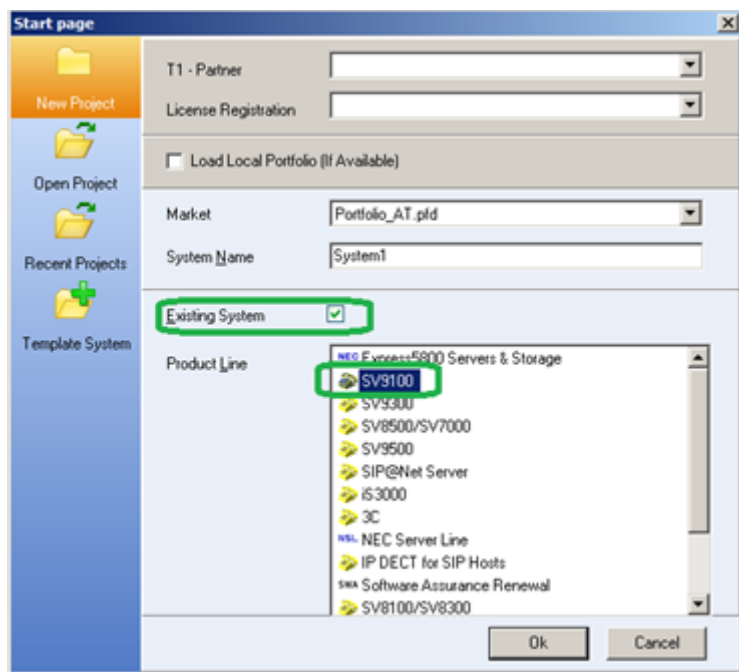 Start page
New Project
Open Project
Recent Projects
Template System
T1 - Partner
License Registration
Load Local Portfolio (If Available)
Market Portfolio_AT.pfd
System Name System1
Existing System
Product Line
NEC Express5800 Servers & Storage
SV9100
SV9300
SV8500/SV7000
SV9500
SIP@Net Server
iS3000
3C
NSL NEC Server Line
IP DECT for SIP Hosts
SWA Software Assurance Renewal
SV8100/SV8300
Ok Cancel